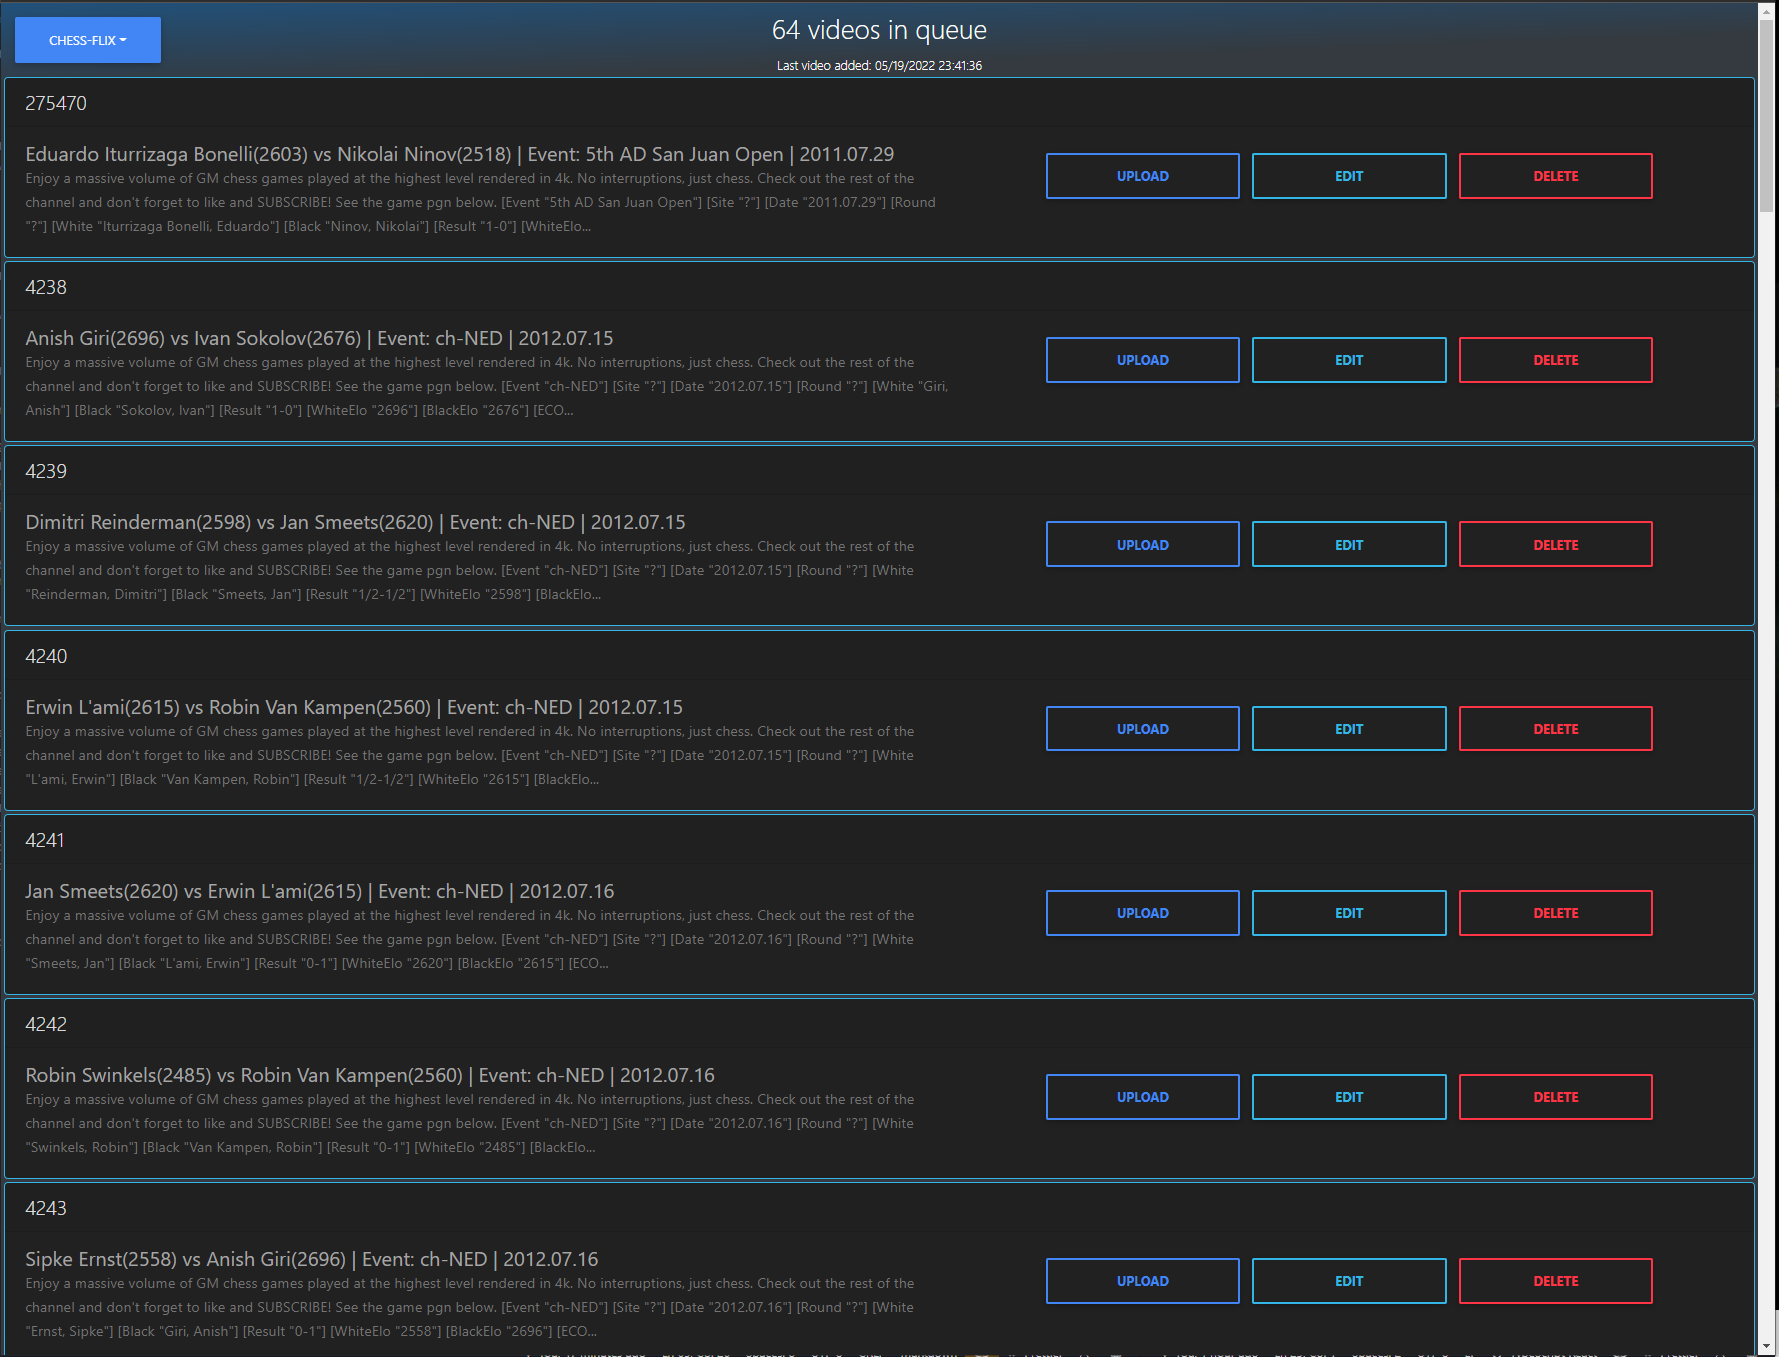 CHESS-FLIX
64 videos in queue
Last video added: 05/19/2022 23:41:36
275470
Eduardo Iturrizaga Bonelli(2603) vs Nikolai Ninov(2518) | Event: 5th AD San Juan Open | 2011.07.29
Enjoy a massive volume of GM chess games played at the highest level rendered in 4k. No interruptions, just chess. Check out the rest of the
channel and don't forget to like and SUBSCRIBE! See the game pgn below. [Event "5th AD San Juan Open"] [Site "?"] [Date "2011.07.29"] [Round
"?"] [White "Iturrizaga Bonelli, Eduardo"] [Black "Ninov, Nikolai"] [Result "1-0"] [WhiteElo...
UPLOAD EDIT DELETE
4238
Anish Giri(2696) vs Ivan Sokolov(2676) | Event: ch-NED | 2012.07.15
Enjoy a massive volume of GM chess games played at the highest level rendered in 4k. No interruptions, just chess. Check out the rest of the
channel and don't forget to like and SUBSCRIBE! See the game pgn below. [Event "ch-NED"] [Site "?"] [Date "2012.07.15"] [Round "?"] [White "Giri,
Anish"] [Black "Sokolov, Ivan"] [Result "1-0"] [WhiteElo "2696"] [BlackElo "2676"] [ECO...
UPLOAD EDIT DELETE
4239
Dimitri Reinderman(2598) vs Jan Smeets(2620) | Event: ch-NED | 2012.07.15
Enjoy a massive volume of GM chess games played at the highest level rendered in 4k. No interruptions, just chess. Check out the rest of the
channel and don't forget to like and SUBSCRIBE! See the game pgn below. [Event "ch-NED"] [Site "?"] [Date "2012.07.15"] [Round "?"] [White
"Reinderman, Dimitri"] [Black "Smeets, Jan"] [Result "1/2-1/2"] [WhiteElo "2598"] [BlackElo...
UPLOAD EDIT DELETE
4240
Erwin L'ami(2615) vs Robin Van Kampen(2560) | Event: ch-NED | 2012.07.15
Enjoy a massive volume of GM chess games played at the highest level rendered in 4k. No interruptions, just chess. Check out the rest of the
channel and don't forget to like and SUBSCRIBE! See the game pgn below. [Event "ch-NED"] [Site "?"] [Date "2012.07.15"] [Round "?"] [White
"L'ami, Erwin"] [Black "Van Kampen, Robin"] [Result "1/2-1/2"] [WhiteElo "2615"] [BlackElo...
UPLOAD EDIT DELETE
4241
Jan Smeets(2620) vs Erwin L'ami(2615) | Event: ch-NED | 2012.07.16
Enjoy a massive volume of GM chess games played at the highest level rendered in 4k. No interruptions, just chess. Check out the rest of the
channel and don't forget to like and SUBSCRIBE! See the game pgn below. [Event "ch-NED"] [Site "?"] [Date "2012.07.16"] [Round "?"] [White
"Smeets, Jan"] [Black "L'ami, Erwin"] [Result "0-1"] [WhiteElo "2620"] [BlackElo "2615"] [ECO...
UPLOAD EDIT DELETE
4242
Robin Swinkels(2485) vs Robin Van Kampen(2560) | Event: ch-NED | 2012.07.16
Enjoy a massive volume of GM chess games played at the highest level rendered in 4k. No interruptions, just chess. Check out the rest of the
channel and don't forget to like and SUBSCRIBE! See the game pgn below. [Event "ch-NED"] [Site "?"] [Date "2012.07.16"] [Round "?"] [White
"Swinkels, Robin"] [Black "Van Kampen, Robin"] [Result "0-1"] [WhiteElo "2485"] [BlackElo...
UPLOAD EDIT DELETE
4243
Sipke Ernst(2558) vs Anish Giri(2696) | Event: ch-NED | 2012.07.16
Enjoy a massive volume of GM chess games played at the highest level rendered in 4k. No interruptions, just chess. Check out the rest of the
channel and don't forget to like and SUBSCRIBE! See the game pgn below. [Event "ch-NED"] [Site "?"] [Date "2012.07.16"] [Round "?"] [White
"Ernst, Sipke"] [Black "Giri, Anish"] [Result "0-1"] [WhiteElo "2558"] [BlackElo "2696"] [ECO...
UPLOAD EDIT DELETE